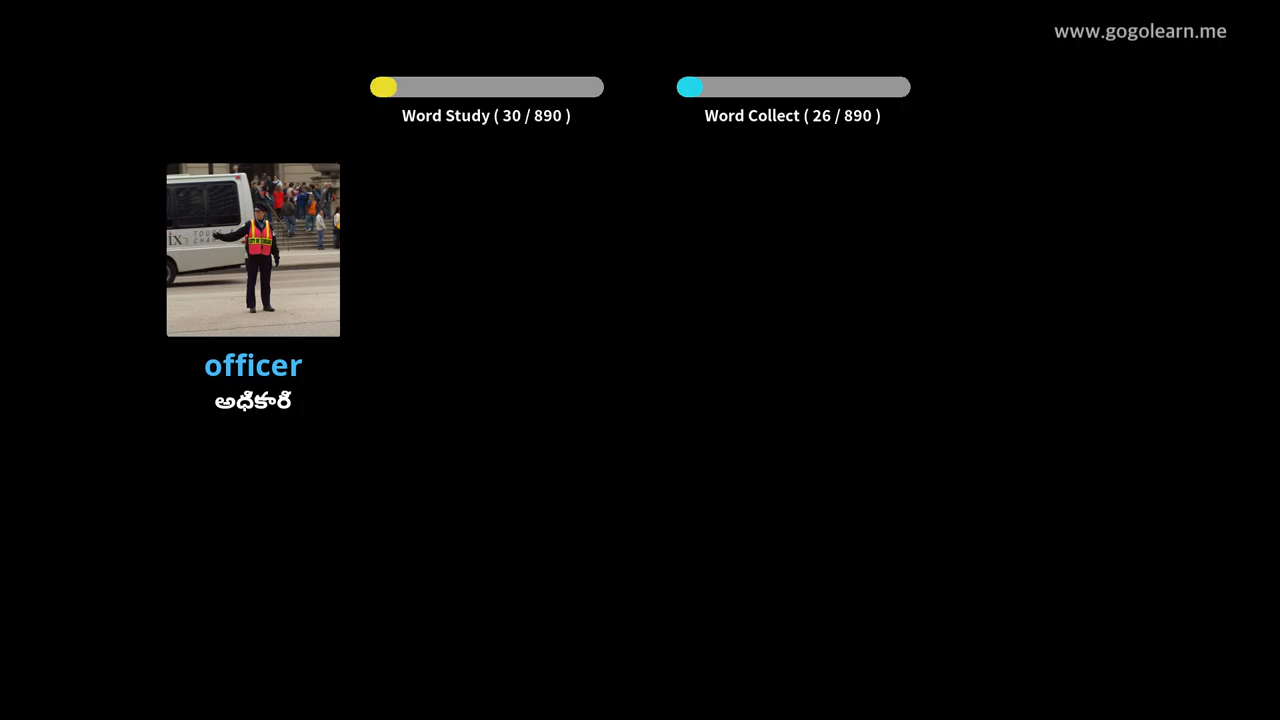 www.gogolearn.me
Word Study ( 30 / 890 )
Word Collect ( 26 / 890 )
officer
అధికారి